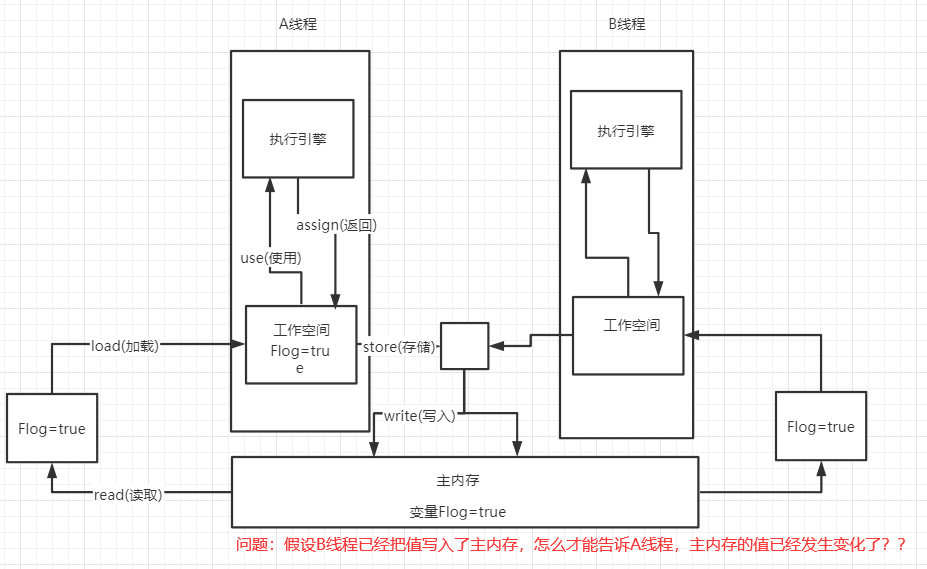 A线程
B线程
执行引擎
执行引擎
assign(返回)
use(使用)
工作空间
Flog=tru
e
工作空间
load(加载)
store(存储)
Flog=true
write(写入)
Flog=true
主内存
read(读取)
变量Flog=true
问题：假设B线程已经把值写入了主内存，怎么才能告诉A线程，主内存的值已经发生变化了？？